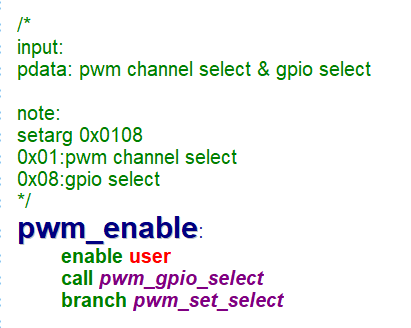 /*
input:
pdata: pwm channel select & gpio select
note:
setarg 0x0108
0x01:pwm channel select
0x08:gpio select
*/
pwm_enable:
enable user
call pwm_gpio_select
branch pwm_set_select